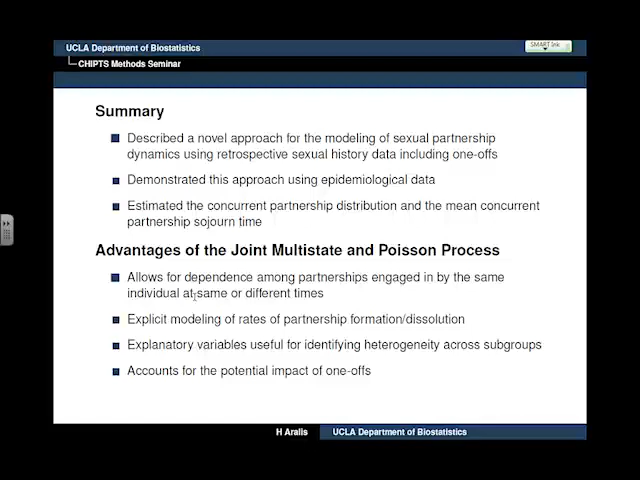 UCLA Department of Biostatistics
SMART Ink
CHIPTS Methods Seminar
Summary
Described a novel approach for the modeling of sexual partnership
dynamics using retrospective sexual history data including one-offs
Demonstrated this approach using epidemiological data
Estimated the concurrent partnership distribution and the mean concurrent
partnership sojourn time
Advantages of the Joint Multistate and Poisson Process
Allows for dependence among partnerships engaged in by the same
individual at same or different times
Explicit modeling of rates of partnership formation/dissolution
Explanatory variables useful for identifying heterogeneity across subgroups
Accounts for the potential impact of one-offs
H Aralis
UCLA Department of Biostatistics